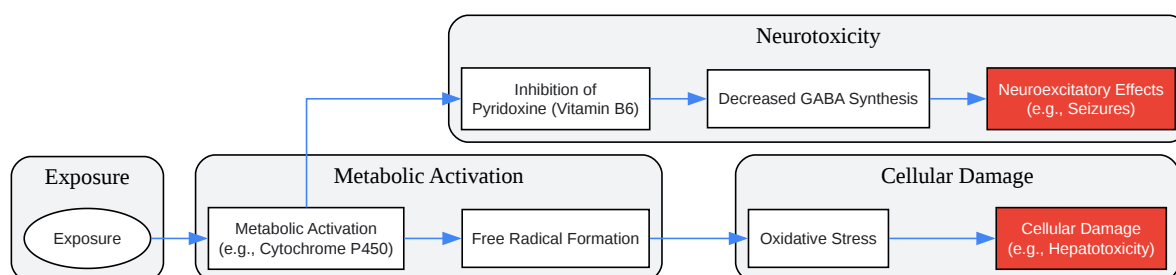 Neurotoxicity
Inhibition of
Pyridoxine (Vitamin B6)
Decreased GABA Synthesis
Neuroexcitatory Effects
(e.g., Seizures)
Exposure
Exposure
Metabolic Activation
Metabolic Activation
(e.g., Cytochrome P450)
Free Radical Formation
Cellular Damage
Oxidative Stress
Cellular Damage
(e.g., Hepatotoxicity)